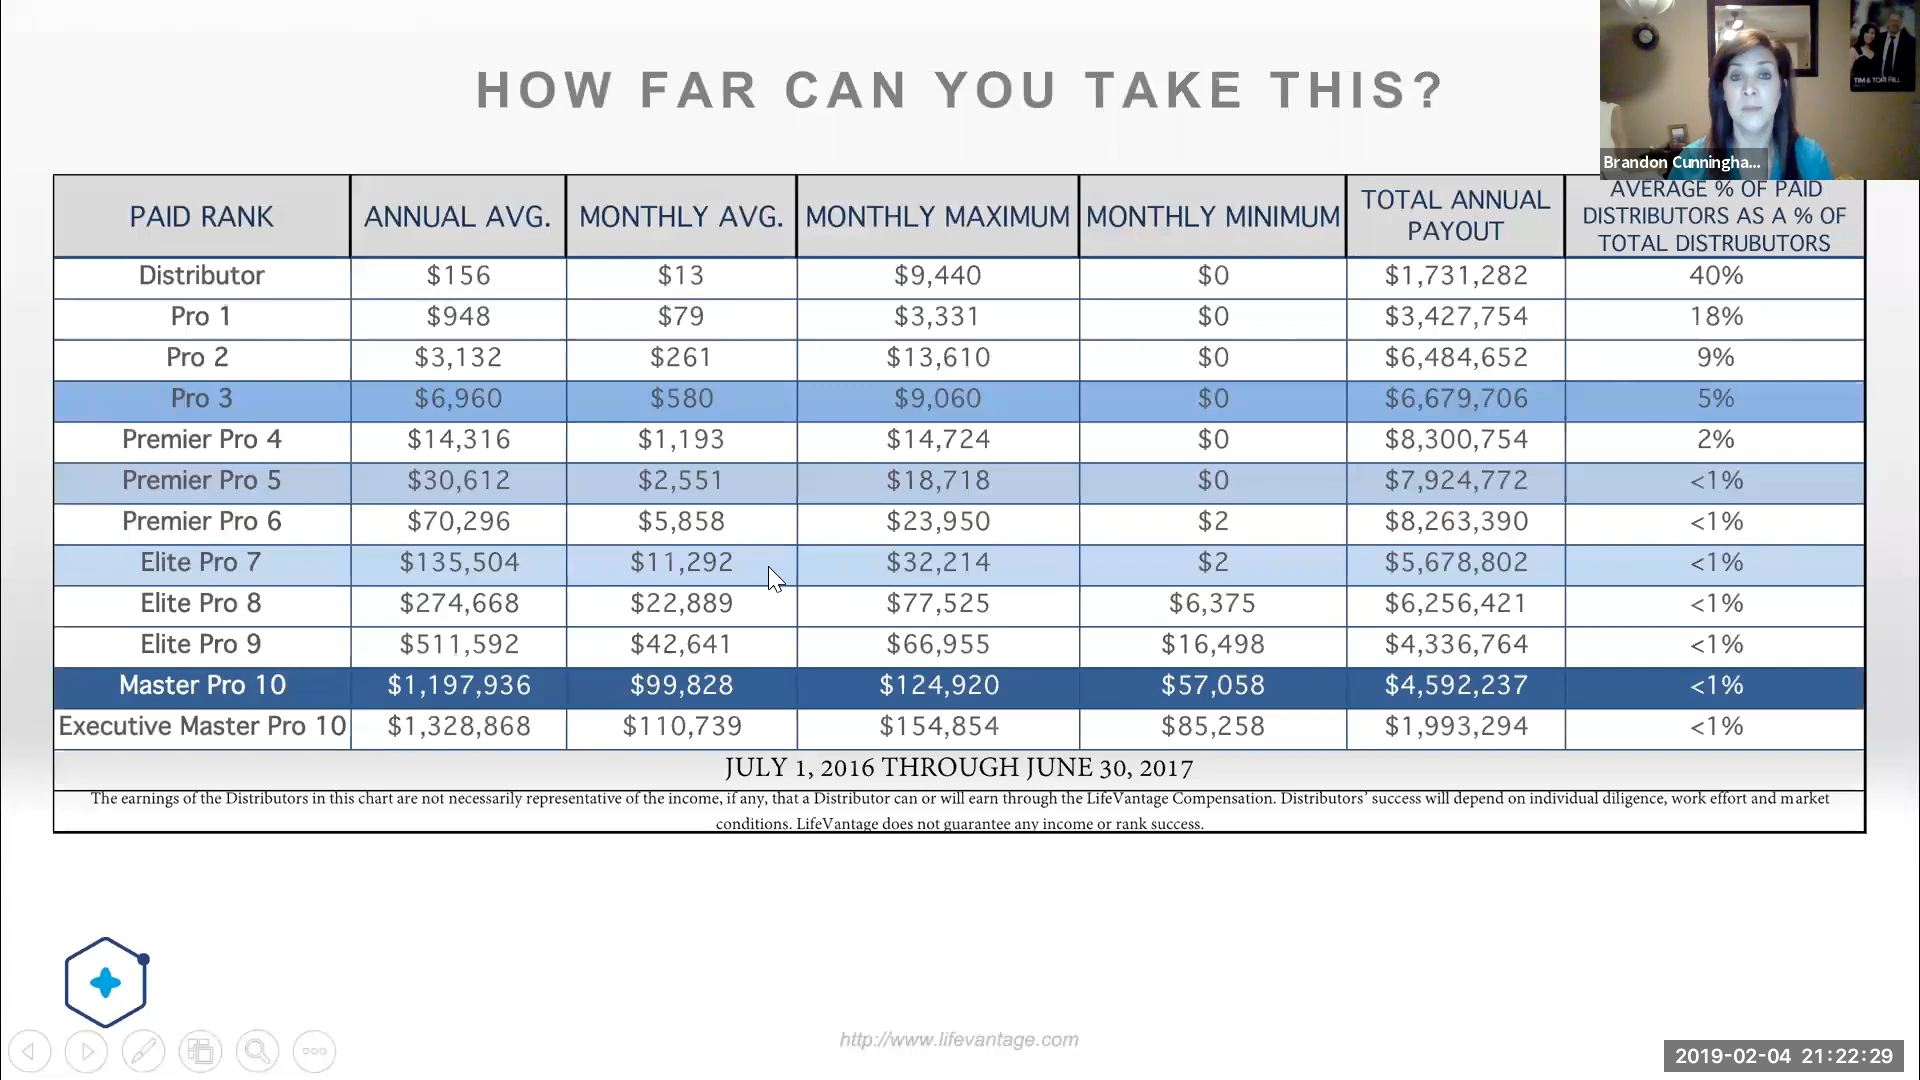 HOW FAR CAN YOU TAKE THIS?
TIM & TORI FILL
Brandon Cunningha...
PAID RANK ANNUAL AVG. MONTHLY AVG. MONTHLY MAXIMUM MONTHLY MINIMUM TOTAL ANNUAL PAYOUT AVERAGE % OF PAID DISTRIBUTORS AS A % OF TOTAL DISTRUBUTORS
Distributor $156 $13 $9,440 $0 $1,731,282 40%
Pro 1 $948 $79 $3,331 $0 $3,427,754 18%
Pro 2 $3,132 $261 $13,610 $0 $6,484,652 9%
Pro 3 $6,960 $580 $9,060 $0 $6,679,706 5%
Premier Pro 4 $14,316 $1,193 $14,724 $0 $8,300,754 2%
Premier Pro 5 $30,612 $2,551 $18,718 $0 $7,924,772 <1%
Premier Pro 6 $70,296 $5,858 $23,950 $2 $8,263,390 <1%
Elite Pro 7 $135,504 $11,292 $32,214 $2 $5,678,802 <1%
Elite Pro 8 $274,668 $22,889 $77,525 $6,375 $6,256,421 <1%
Elite Pro 9 $511,592 $42,641 $66,955 $16,498 $4,336,764 <1%
Master Pro 10 $1,197,936 $99,828 $124,920 $57,058 $4,592,237 <1%
Executive Master Pro 10 $1,328,868 $110,739 $154,854 $85,258 $1,993,294 <1%
JULY 1, 2016 THROUGH JUNE 30, 2017
The earnings of the Distributors in this chart are not necessarily representative of the income, if any, that a Distributor can or will earn through the LifeVantage Compensation. Distributors' success will depend on individual diligence, work effort and market
conditions. LifeVantage does not guarantee any income or rank success.
http://www.lifevantage.com
2019-02-04 21:22:29